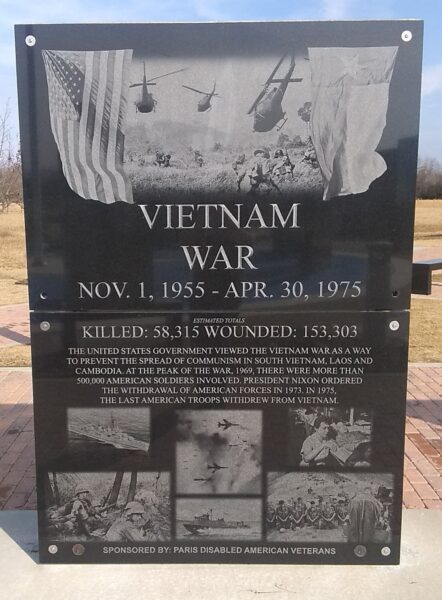 VIETNAM
WAR
NOV. 1, 1955 - APR. 30, 1975
ESTIMATED TOTALS
KILLED: 58,315 WOUNDED: 153,303
THE UNITED STATES GOVERNMENT VIEWED THE VIETNAM WAR AS A WAY
TO PREVENT THE SPREAD OF COMMUNISM IN SOUTH VIETNAM, LAOS AND
CAMBODIA. AT THE PEAK OF THE WAR, 1969, THERE WERE MORE THAN
500,000 AMERICAN SOLDIERS INVOLVED. PRESIDENT NIXON ORDERED
THE WITHDRAWAL OF AMERICAN FORCES IN 1973. IN 1975,
THE LAST AMERICAN TROOPS WITHDREW FROM VIETNAM.
SPONSORED BY: PARIS DISABLED AMERICAN VETERANS